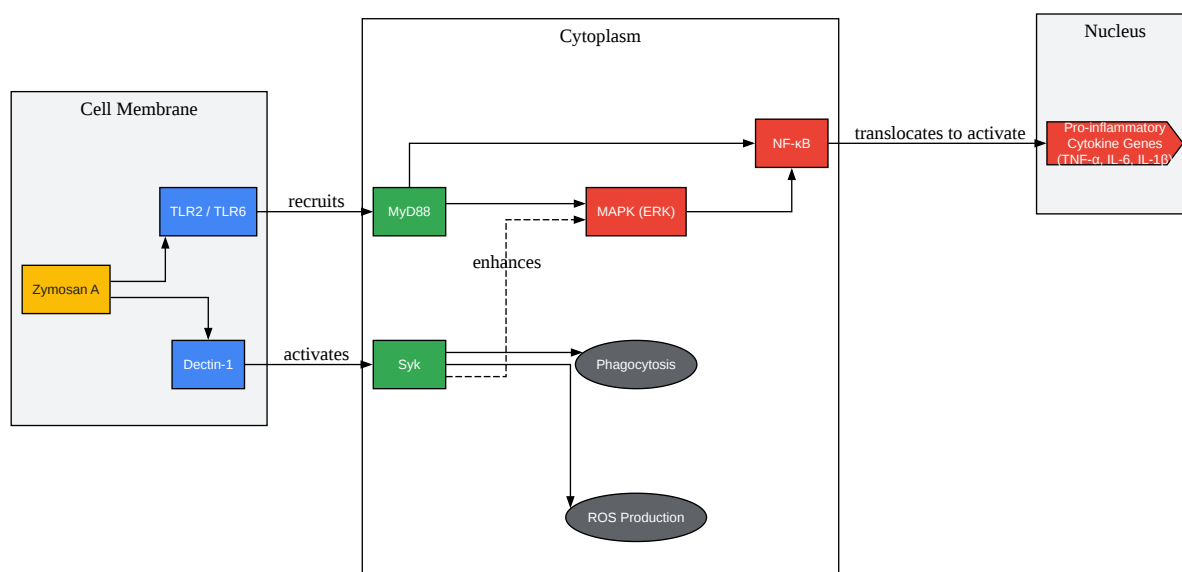 Cell Membrane
Cytoplasm
Nucleus
Zymosan A
TLR2 / TLR6
Dectin-1
recruits
activates
MyD88
Syk
enhances
MAPK (ERK)
NF-κB
Phagocytosis
ROS Production
translocates to activate
Pro-inflammatory
Cytokine Genes
(TNF-α, IL-6, IL-1β)